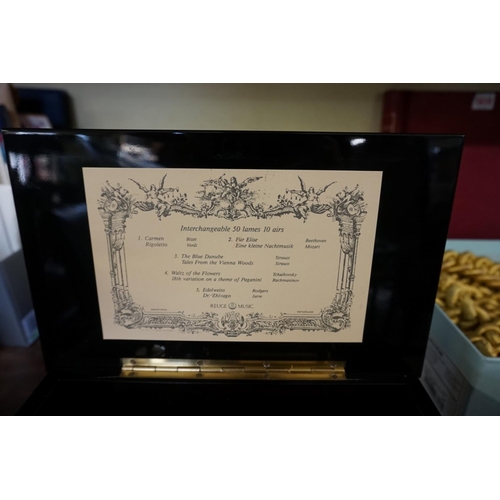 Interchangeable 50 lames 10 airs
1. Carmen Bizet 2. Für Elise Beethoven
Rigoletto Verdi Eine kleine Nachtmusik Mozart
3. The Blue Danube Strauss
Tales From the Vienna Woods Strauss
4. Waltz of the Flowers Tchaikovsky
18th variation on a theme of Paganini Rachmaninov
5. Edelweiss Rodgers
Dr Zhivago Jarre
REUGE MUSIC